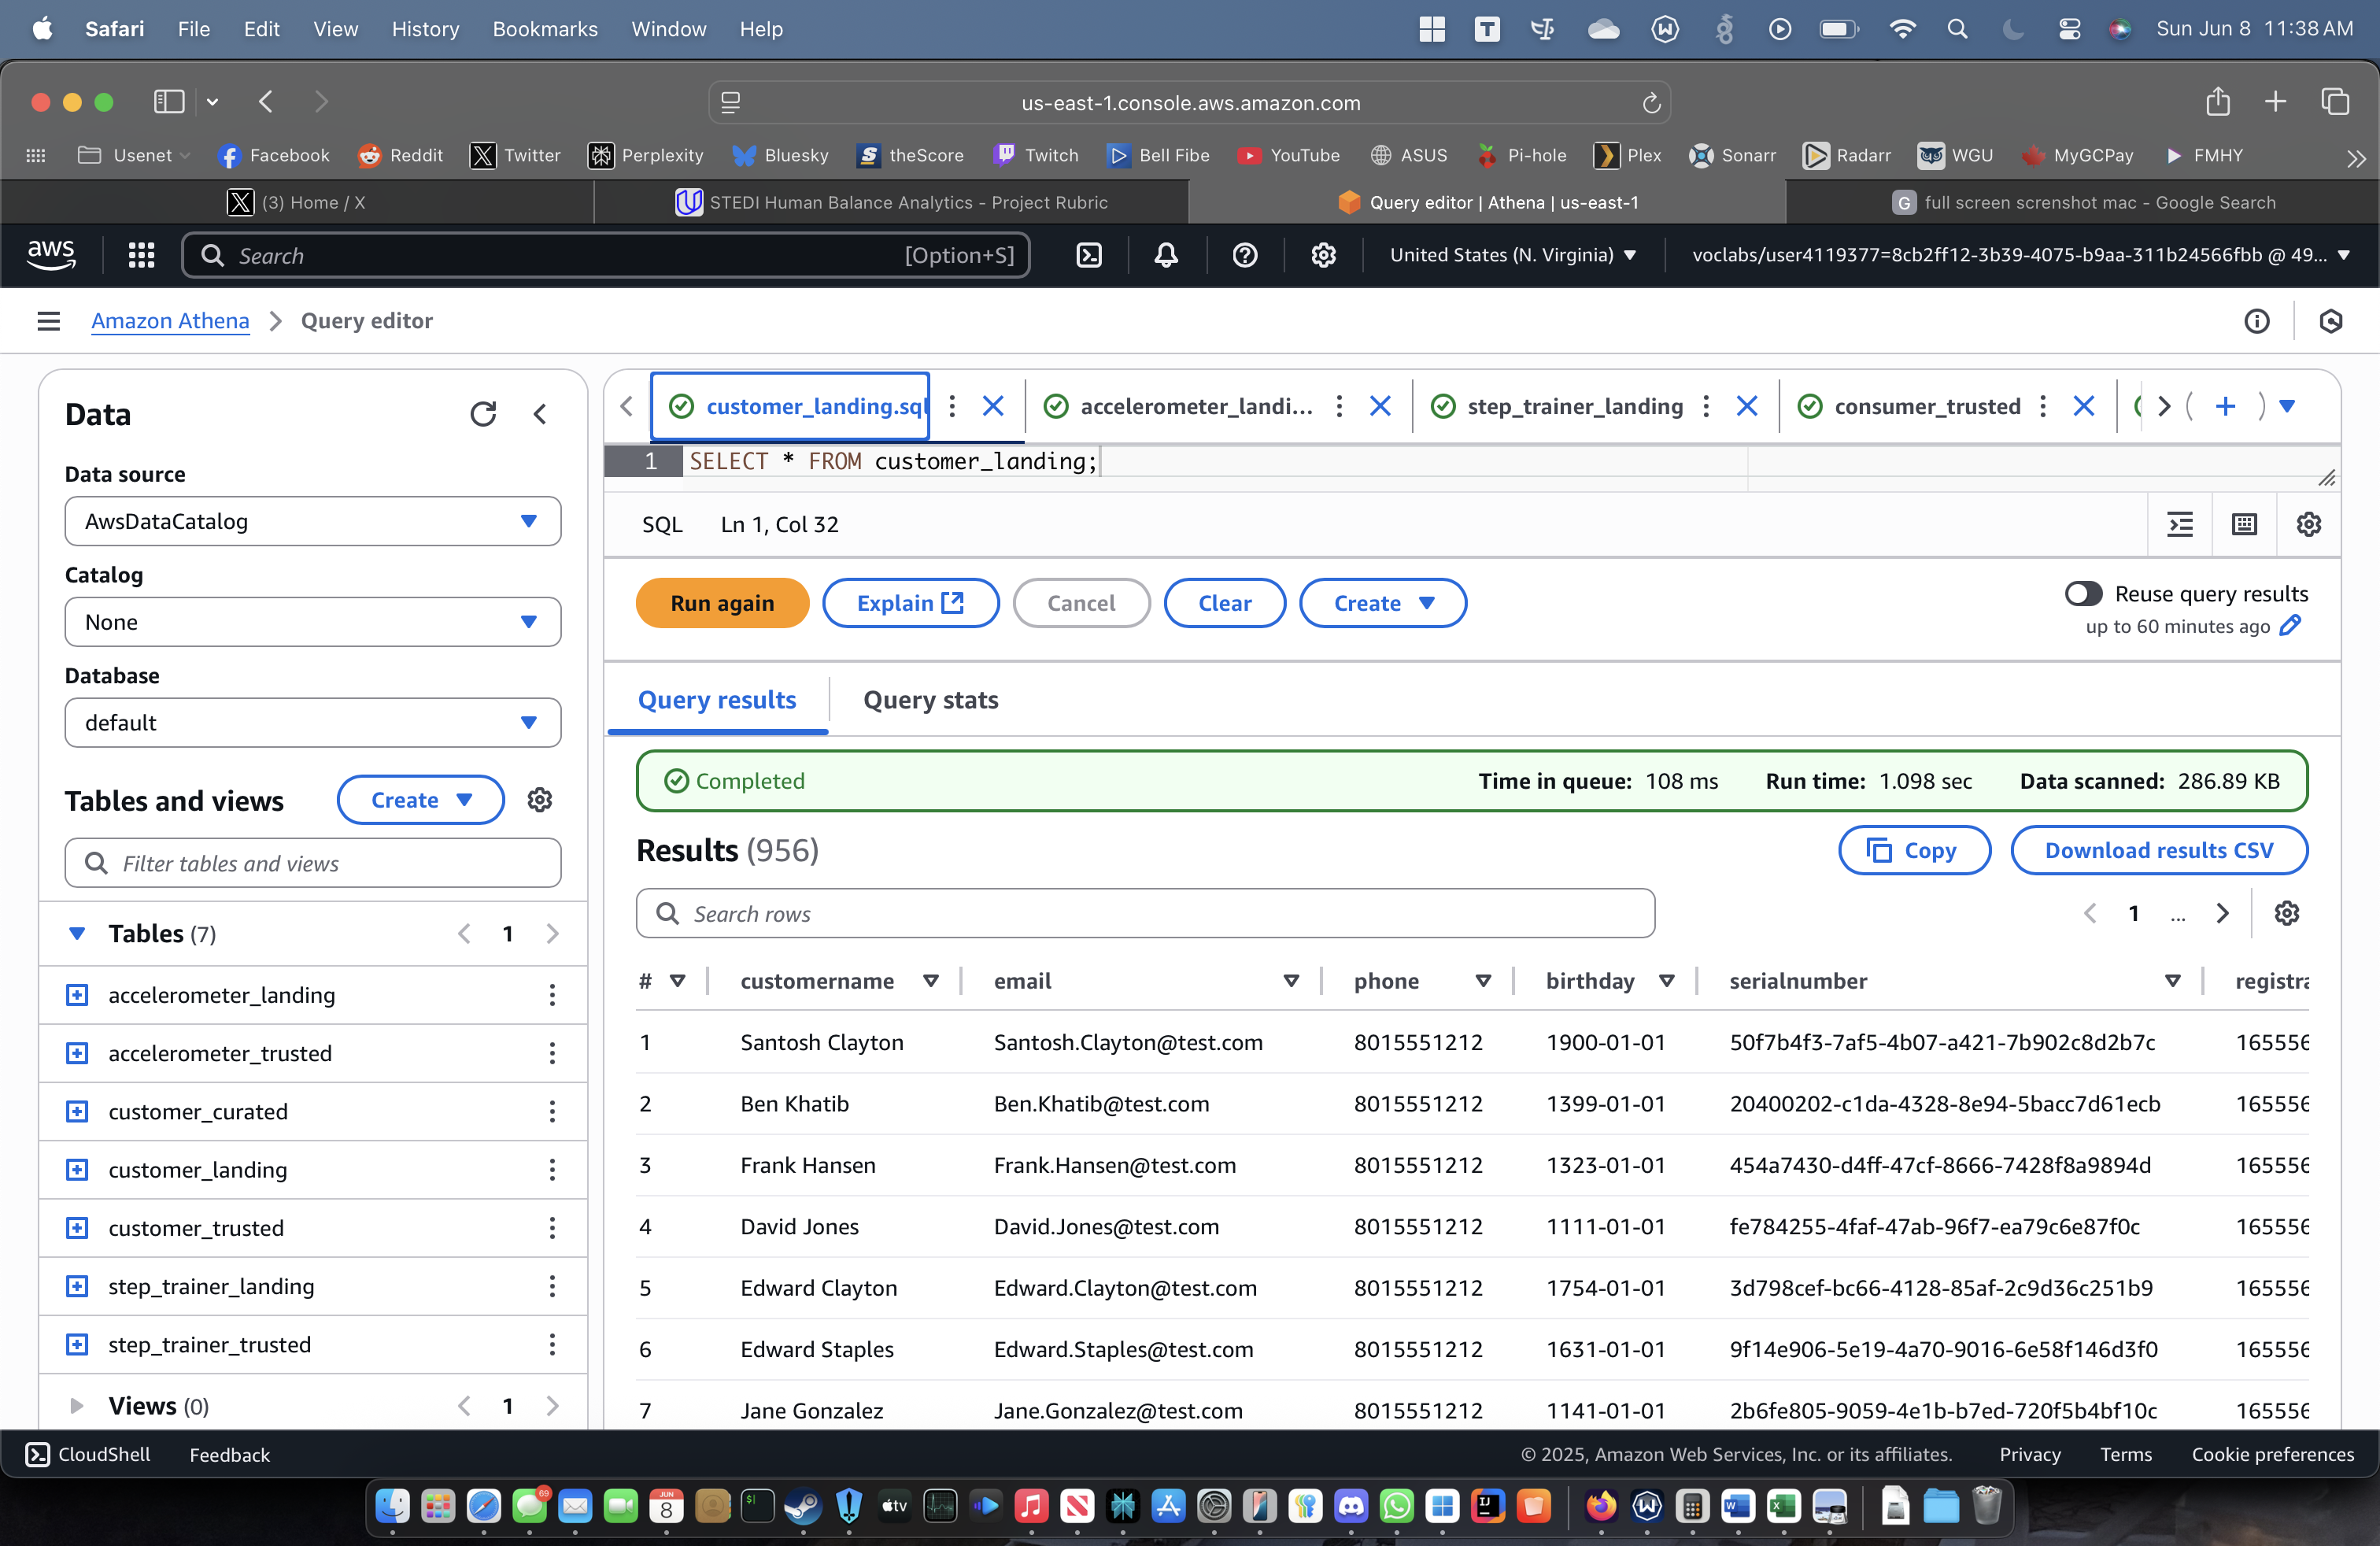 Safari File Edit View History Bookmarks Window Help Sun Jun 8 11:38 AM
us-east-1.console.aws.amazon.com
Usenet Facebook Reddit Twitter Perplexity Bluesky theScore Twitch Bell Fibe YouTube ASUS Pi-hole Plex Sonarr Radarr WGU MyGCPay FMHY
(3) Home / X STEDI Human Balance Analytics - Project Rubric Query editor | Athena | us-east-1 G full screen screnshot mac - Google Search
aws Search [Option+S] United States (N. Virginia) voclabs/user4119377=8cb2ff12-3b39-4075-b9aa-311b24566fbb @ 49...
Amazon Athena Query editor
Data
Data source
AwsDataCatalog
Catalog
None
Database
default
Tables and views Create
Filter tables and views
Tables (7) 1
accelerometer_landing
accelerometer_trusted
customer_curated
customer_landing
customer_trusted
step_trainer_landing
step_trainer_trusted
Views (0) 1
customer_landing.sql accelerometer_landi... step_trainer_landing consumer_trusted
1 SELECT * FROM customer_landing;
SQL Ln 1, Col 32
Run again Explain Cancel Clear Create
Reuse query results
up to 60 minutes ago
Query results Query stats
Completed Time in queue: 108 ms Run time: 1.098 sec Data scanned: 286.89 KB
Results (956) Copy Download results CSV
Search rows 1 ...
# customername email phone birthday serialnumber registra
1 Santosh Clayton Santosh.Clayton@test.com 8015551212 1900-01-01 50f7b4f3-7af5-4b07-a421-7b902c8d2b7c 165556
2 Ben Khatib Ben.Khatib@test.com 8015551212 1399-01-01 20400202-c1da-4328-8e94-5bacc7d61ecb 165556
3 Frank Hansen Frank.Hansen@test.com 8015551212 1323-01-01 454a7430-d4ff-47cf-8666-7428f8a9894d 165556
4 David Jones David.Jones@test.com 8015551212 1111-01-01 fe784255-4faf-47ab-96f7-ea79c6e87f0c 165556
5 Edward Clayton Edward.Clayton@test.com 8015551212 1754-01-01 3d798cef-bc66-4128-85af-2c9d36c251b9 165556
6 Edward Staples Edward.Staples@test.com 8015551212 1631-01-01 9f14e906-5e19-4a70-9016-6e58f146d3f0 165556
7 Jane Gonzalez Jane.Gonzalez@test.com 8015551212 1141-01-01 2b6fe805-9059-4e1b-b7ed-720f5b4bf10c 165556
CloudShell Feedback © 2025, Amazon Web Services, Inc. or its affiliates. Privacy Terms Cookie preferences
69 JUN 8 tv